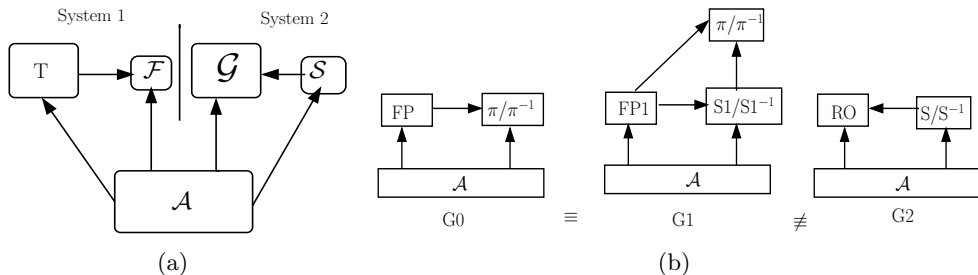 System 1 System 2
T ℱ 𝒢 𝒮
𝒜
(a)
π/π⁻¹
FP π/π⁻¹ FP1 S1/S1⁻¹ RO S/S⁻¹
𝒜 𝒜 𝒜
G0 ≡ G1 ≢ G2
(b)